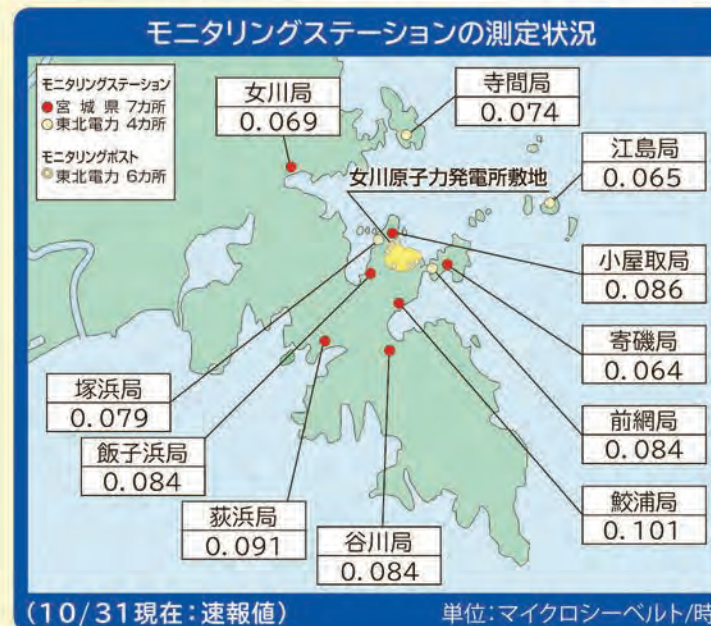 モニタリングステーションの測定状況
モニタリングステーション
宮城県 7カ所
東北電力 4カ所
モニタリングポスト
東北電力 6カ所
女川局
0.069
寺間局
0.074
江島局
0.065
女川原子力発電所敷地
小屋取局
0.086
寄磯局
0.064
前網局
0.084
鮫浦局
0.101
塚浜局
0.079
飯子浜局
0.084
荻浜局
0.091
谷川局
0.084
(10/31現在:速報値)
単位:マイクロシーベルト/時